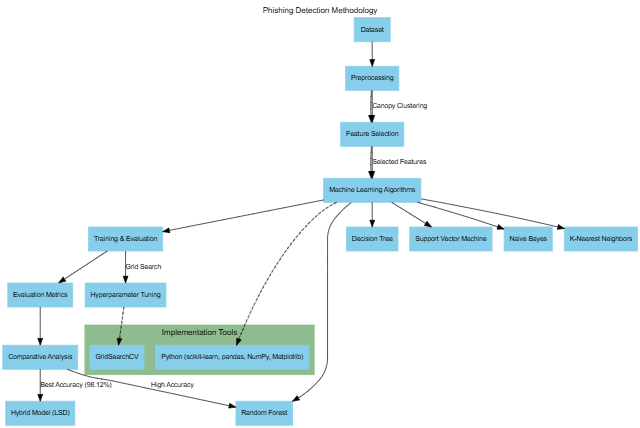 Phishing Detection Methodology
Dataset
Preprocessing
Canopy Clustering
Feature Selection
Selected Features
Machine Learning Algorithms
Training & Evaluation
Decision Tree
Support Vector Machine
Naive Bayes
K-Nearest Neighbors
Grid Search
Evaluation Metrics
Hyperparameter Tuning
Implementation Tools
Comparative Analysis
GridSearchCV
Python (scikit-learn, pandas, NumPy, Matplotlib)
Best Accuracy (98.12%)
High Accuracy
Hybrid Model (LSD)
Random Forest